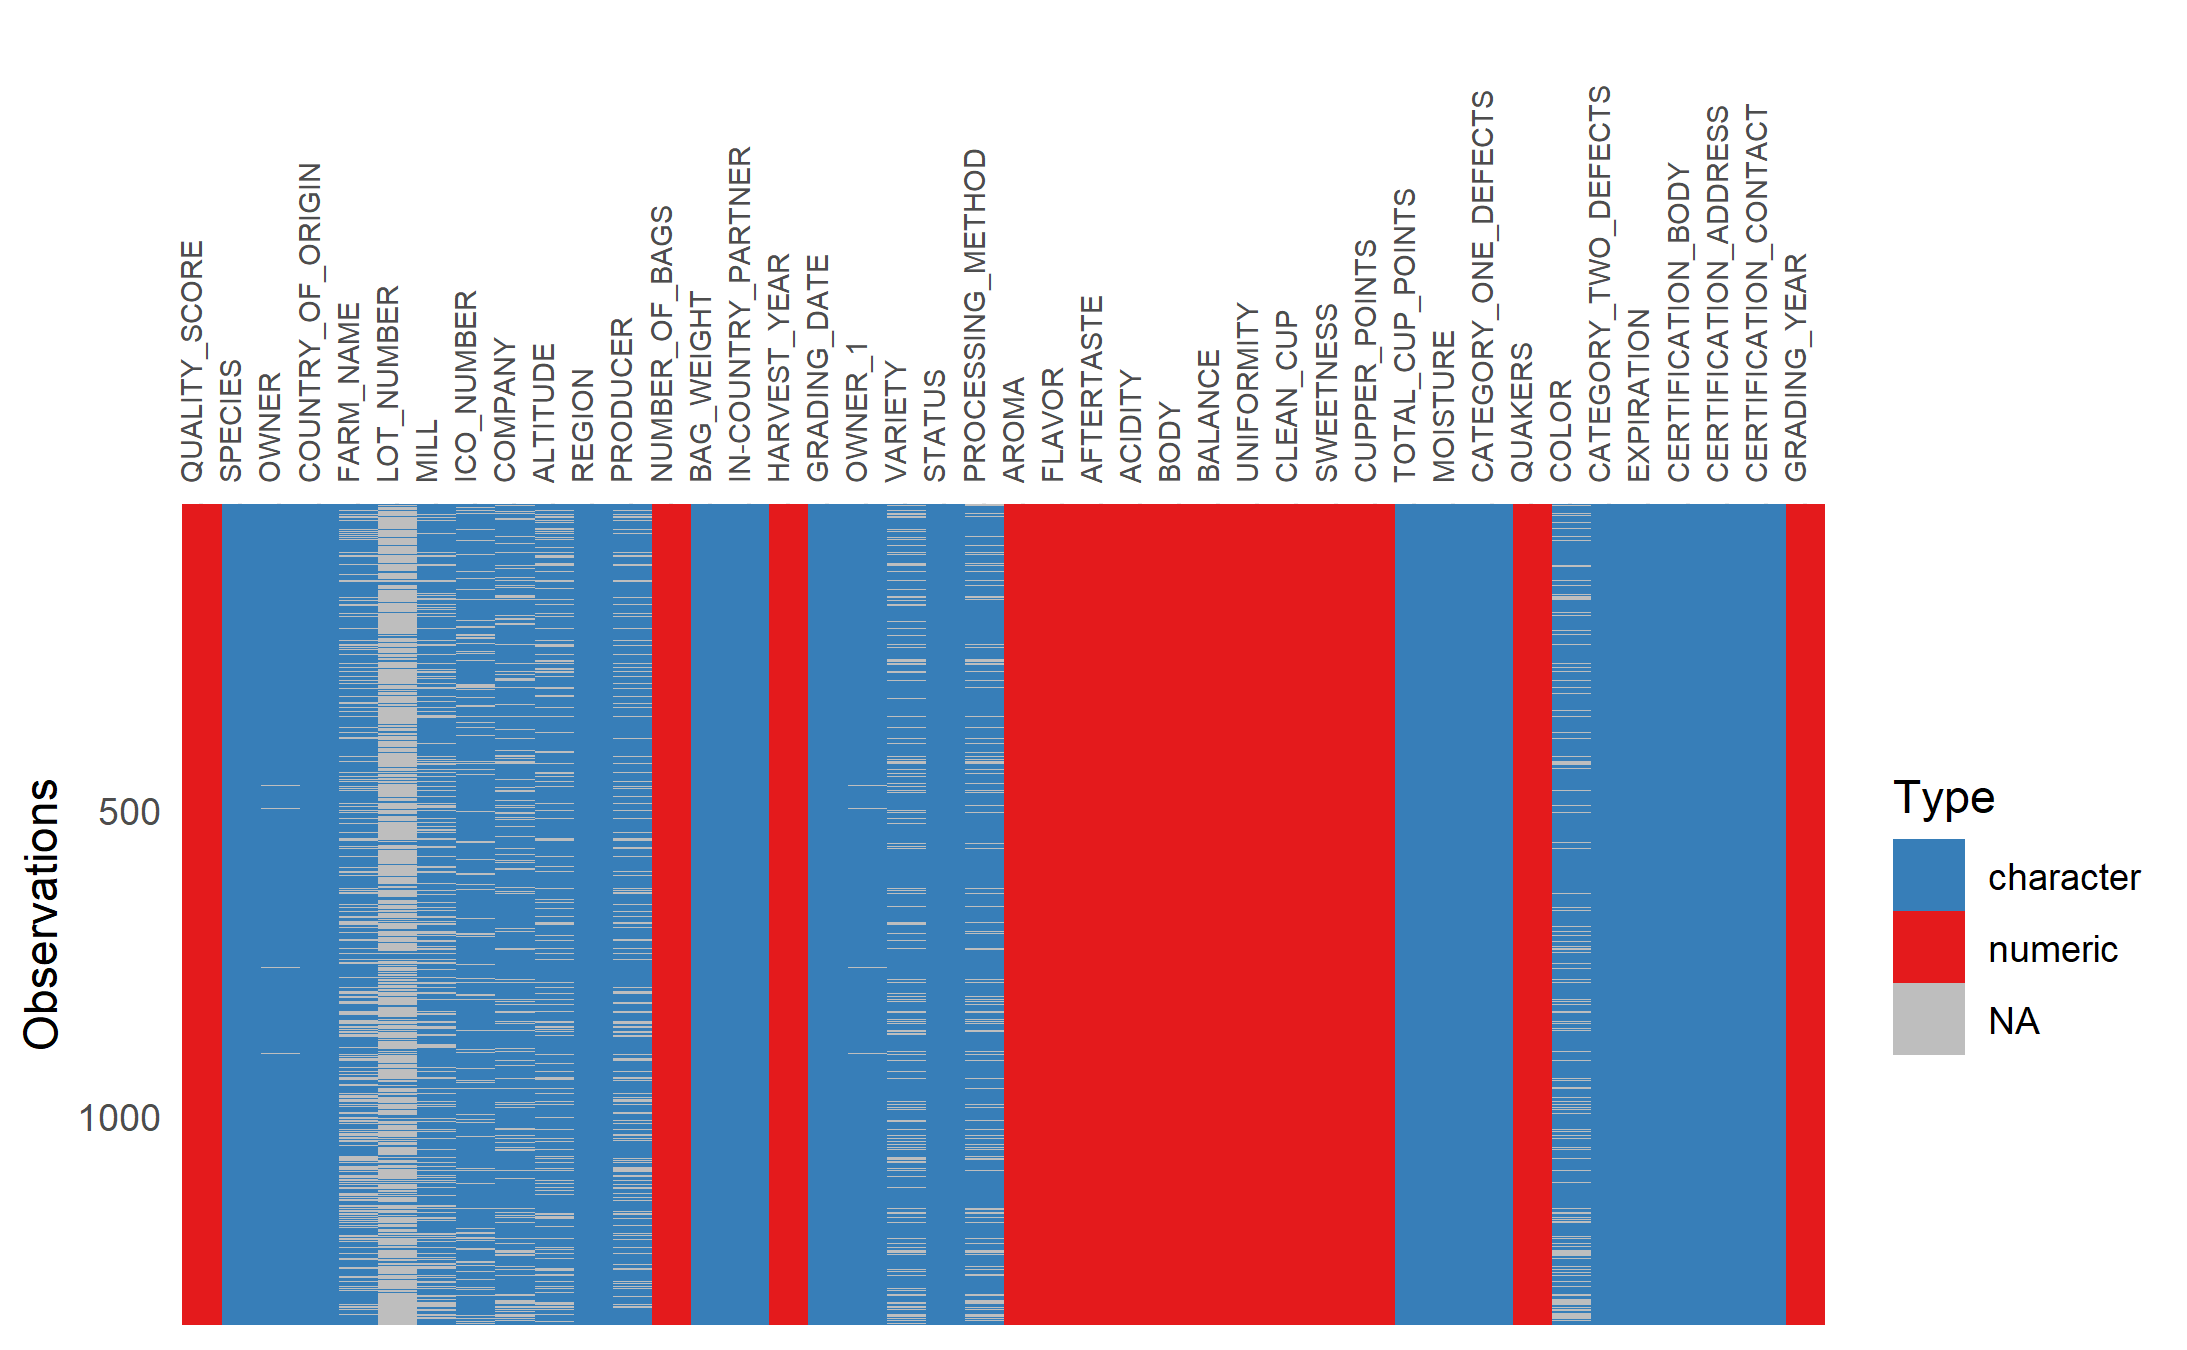 QUALITY_SCORE
SPECIES
OWNER
COUNTRY_OF_ORIGIN
FARM_NAME
LOT_NUMBER
MILL
ICO_NUMBER
COMPANY
ALTITUDE
REGION
PRODUCER
NUMBER_OF_BAGS
BAG_WEIGHT
IN-COUNTRY_PARTNER
HARVEST_YEAR
GRADING_DATE
OWNER_1
VARIETY
STATUS
PROCESSING_METHOD
AROMA
FLAVOR
AFTERTASTE
ACIDITY
BODY
BALANCE
UNIFORMITY
CLEAN_CUP
SWEETNESS
CUPPER_POINTS
TOTAL_CUP_POINTS
MOISTURE
CATEGORY_ONE_DEFECTS
QUAKERS
COLOR
CATEGORY_TWO_DEFECTS
EXPIRATION
CERTIFICATION_BODY
CERTIFICATION_ADDRESS
CERTIFICATION_CONTACT
GRADING_YEAR
Observations
500
1000
Type
character
numeric
NA